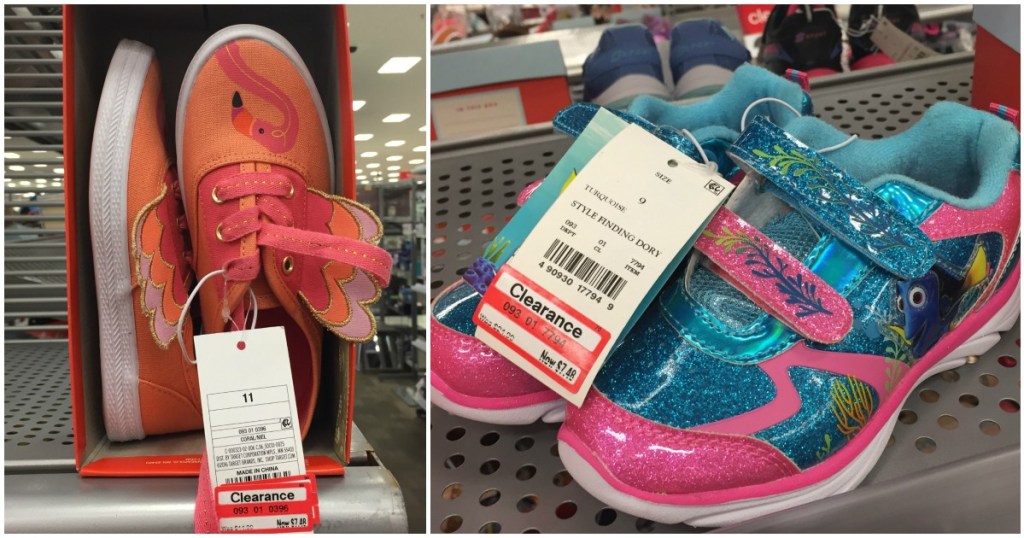 11
093 01 0396
CORAL/MEL
MADE IN CHINA
Clearance
093 01 0396
Now $7.48
SIZE
9
TURQUOISE
STYLE FINDING DORY
093 01 7794
DEPT CL ITEM
4 90930 17794 9
Clearance
093 01 7794
Now $7.48